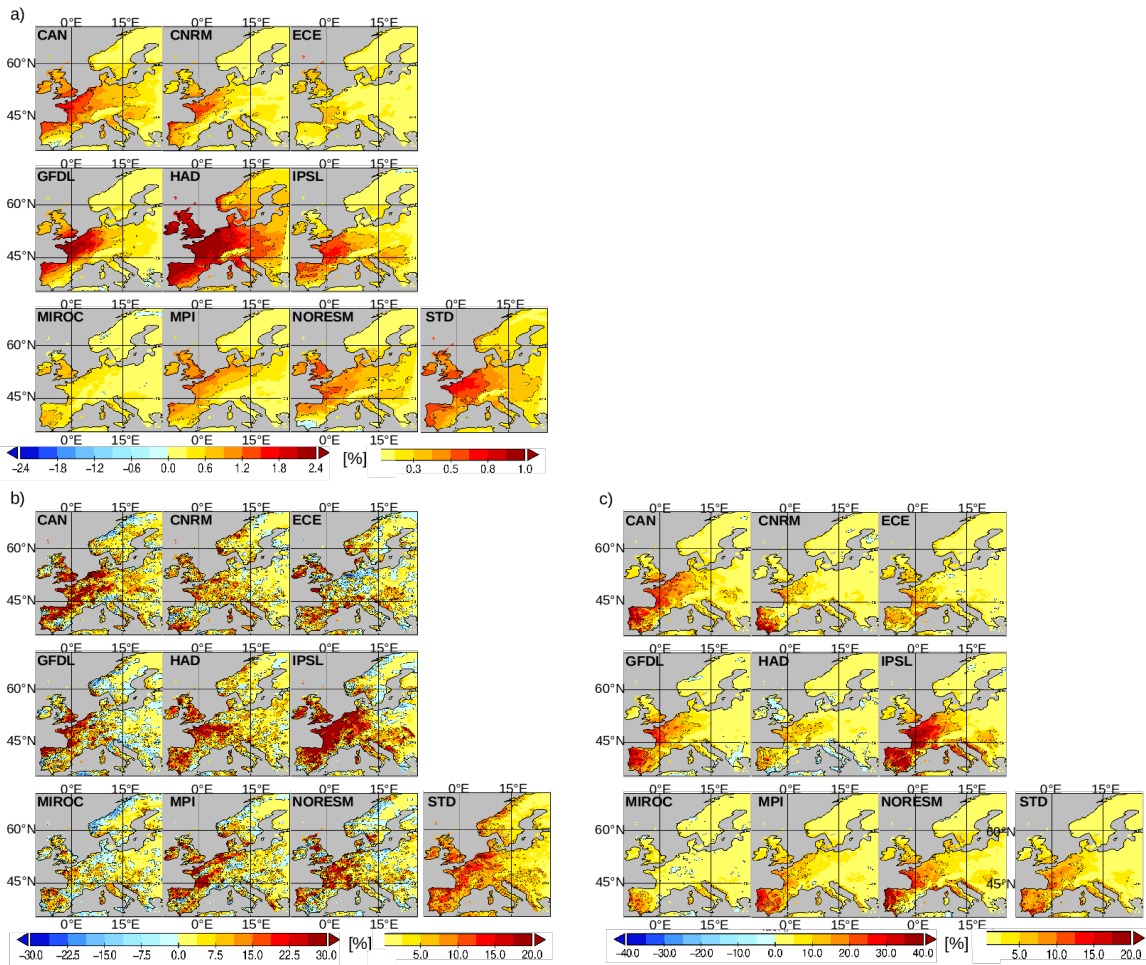 a)
0°E 15°E 0°E 15°E 0°E 15°E
CAN CNRM ECE
60°N
45°N
15°E 0°E 15°E 0°E 15°E
GFDL HAD IPSL
60°N
45°N
0°E 15°E 0°E 15°E 0°E 15°E 0°E 15°E
MIROC MPI NORESM STD
60°N
45°N
0°E 15°E 0°E 15°E 0°E 15°E
−2.4 −1.8 −1.2 −0.6 0.0 0.6 1.2 1.8 2.4 [%] 0.3 0.5 0.8 1.0
b)
0°E 15°E 0°E 15°E 0°E 15°E
CAN CNRM ECE
60°N
45°N
0°E 15°E 0°E 15°E 0°E 15°E
GFDL HAD IPSL
60°N
45°N
0°E 15°E 0°E 15°E 0°E 15°E 0°E 15°E
MIROC MPI NORESM STD
60°N
45°N
0°E 15°E 0°E 15°E 0°E 15°E
−30.0 −22.5 −15.0 −7.5 0.0 7.5 15.0 22.5 30.0 [%] 5.0 10.0 15.0 20.0
c)
0°E 15°E 0°E 15°E 0°E 15°E
CAN CNRM ECE
60°N
45°N
0°E 15°E 0°E 15°E 0°E 15°E
GFDL HAD IPSL
60°N
45°N
0°E 15°E 0°E 15°E 0°E 15°E 0°E 15°E
MIROC MPI NORESM STD
60°N 60°N
45°N 45°N
0°E 15°E 15°E 0°E 15°E
−40.0 −30.0 −20.0 −10.0 0.0 10.0 20.0 30.0 40.0 [%] 5.0 10.0 15.0 20.0